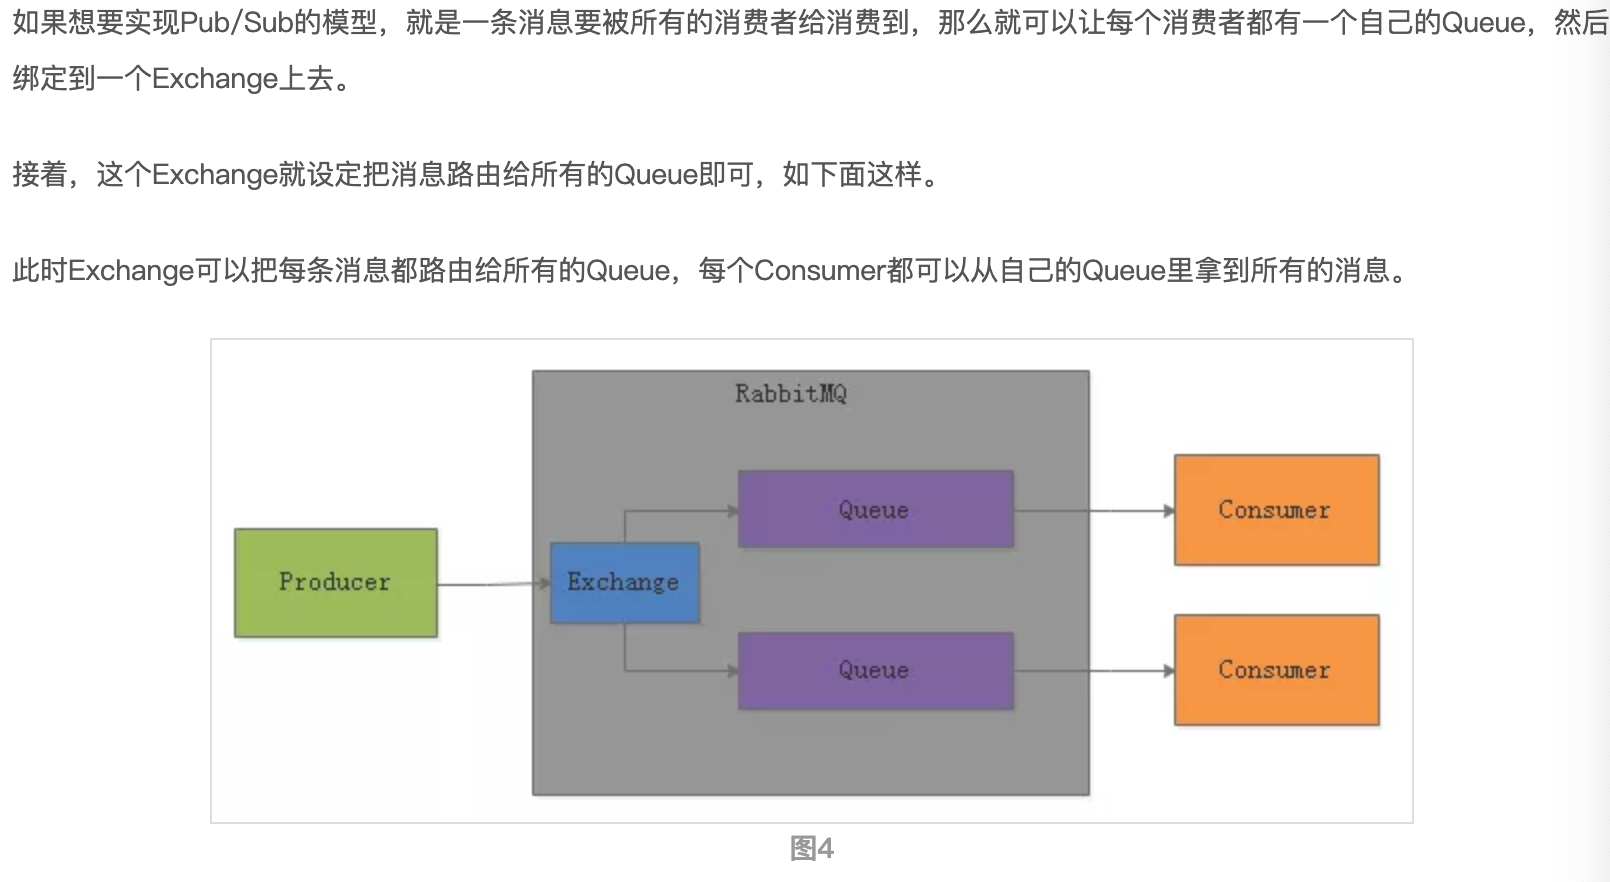 如果想要实现Pub/Sub的模型，就是一条消息要被所有的消费者给消费到，那么就可以让每个消费者都有一个自己的Queue，然后
绑定到一个Exchange上去。
接着，这个Exchange就设定把消息路由给所有的Queue即可，如下面这样。
此时Exchange可以把每条消息都路由给所有的Queue，每个Consumer都可以从自己的Queue里拿到所有的消息。
RabbitMQ
Queue
Consumer
Producer
Exchange
Queue
Consumer
图4